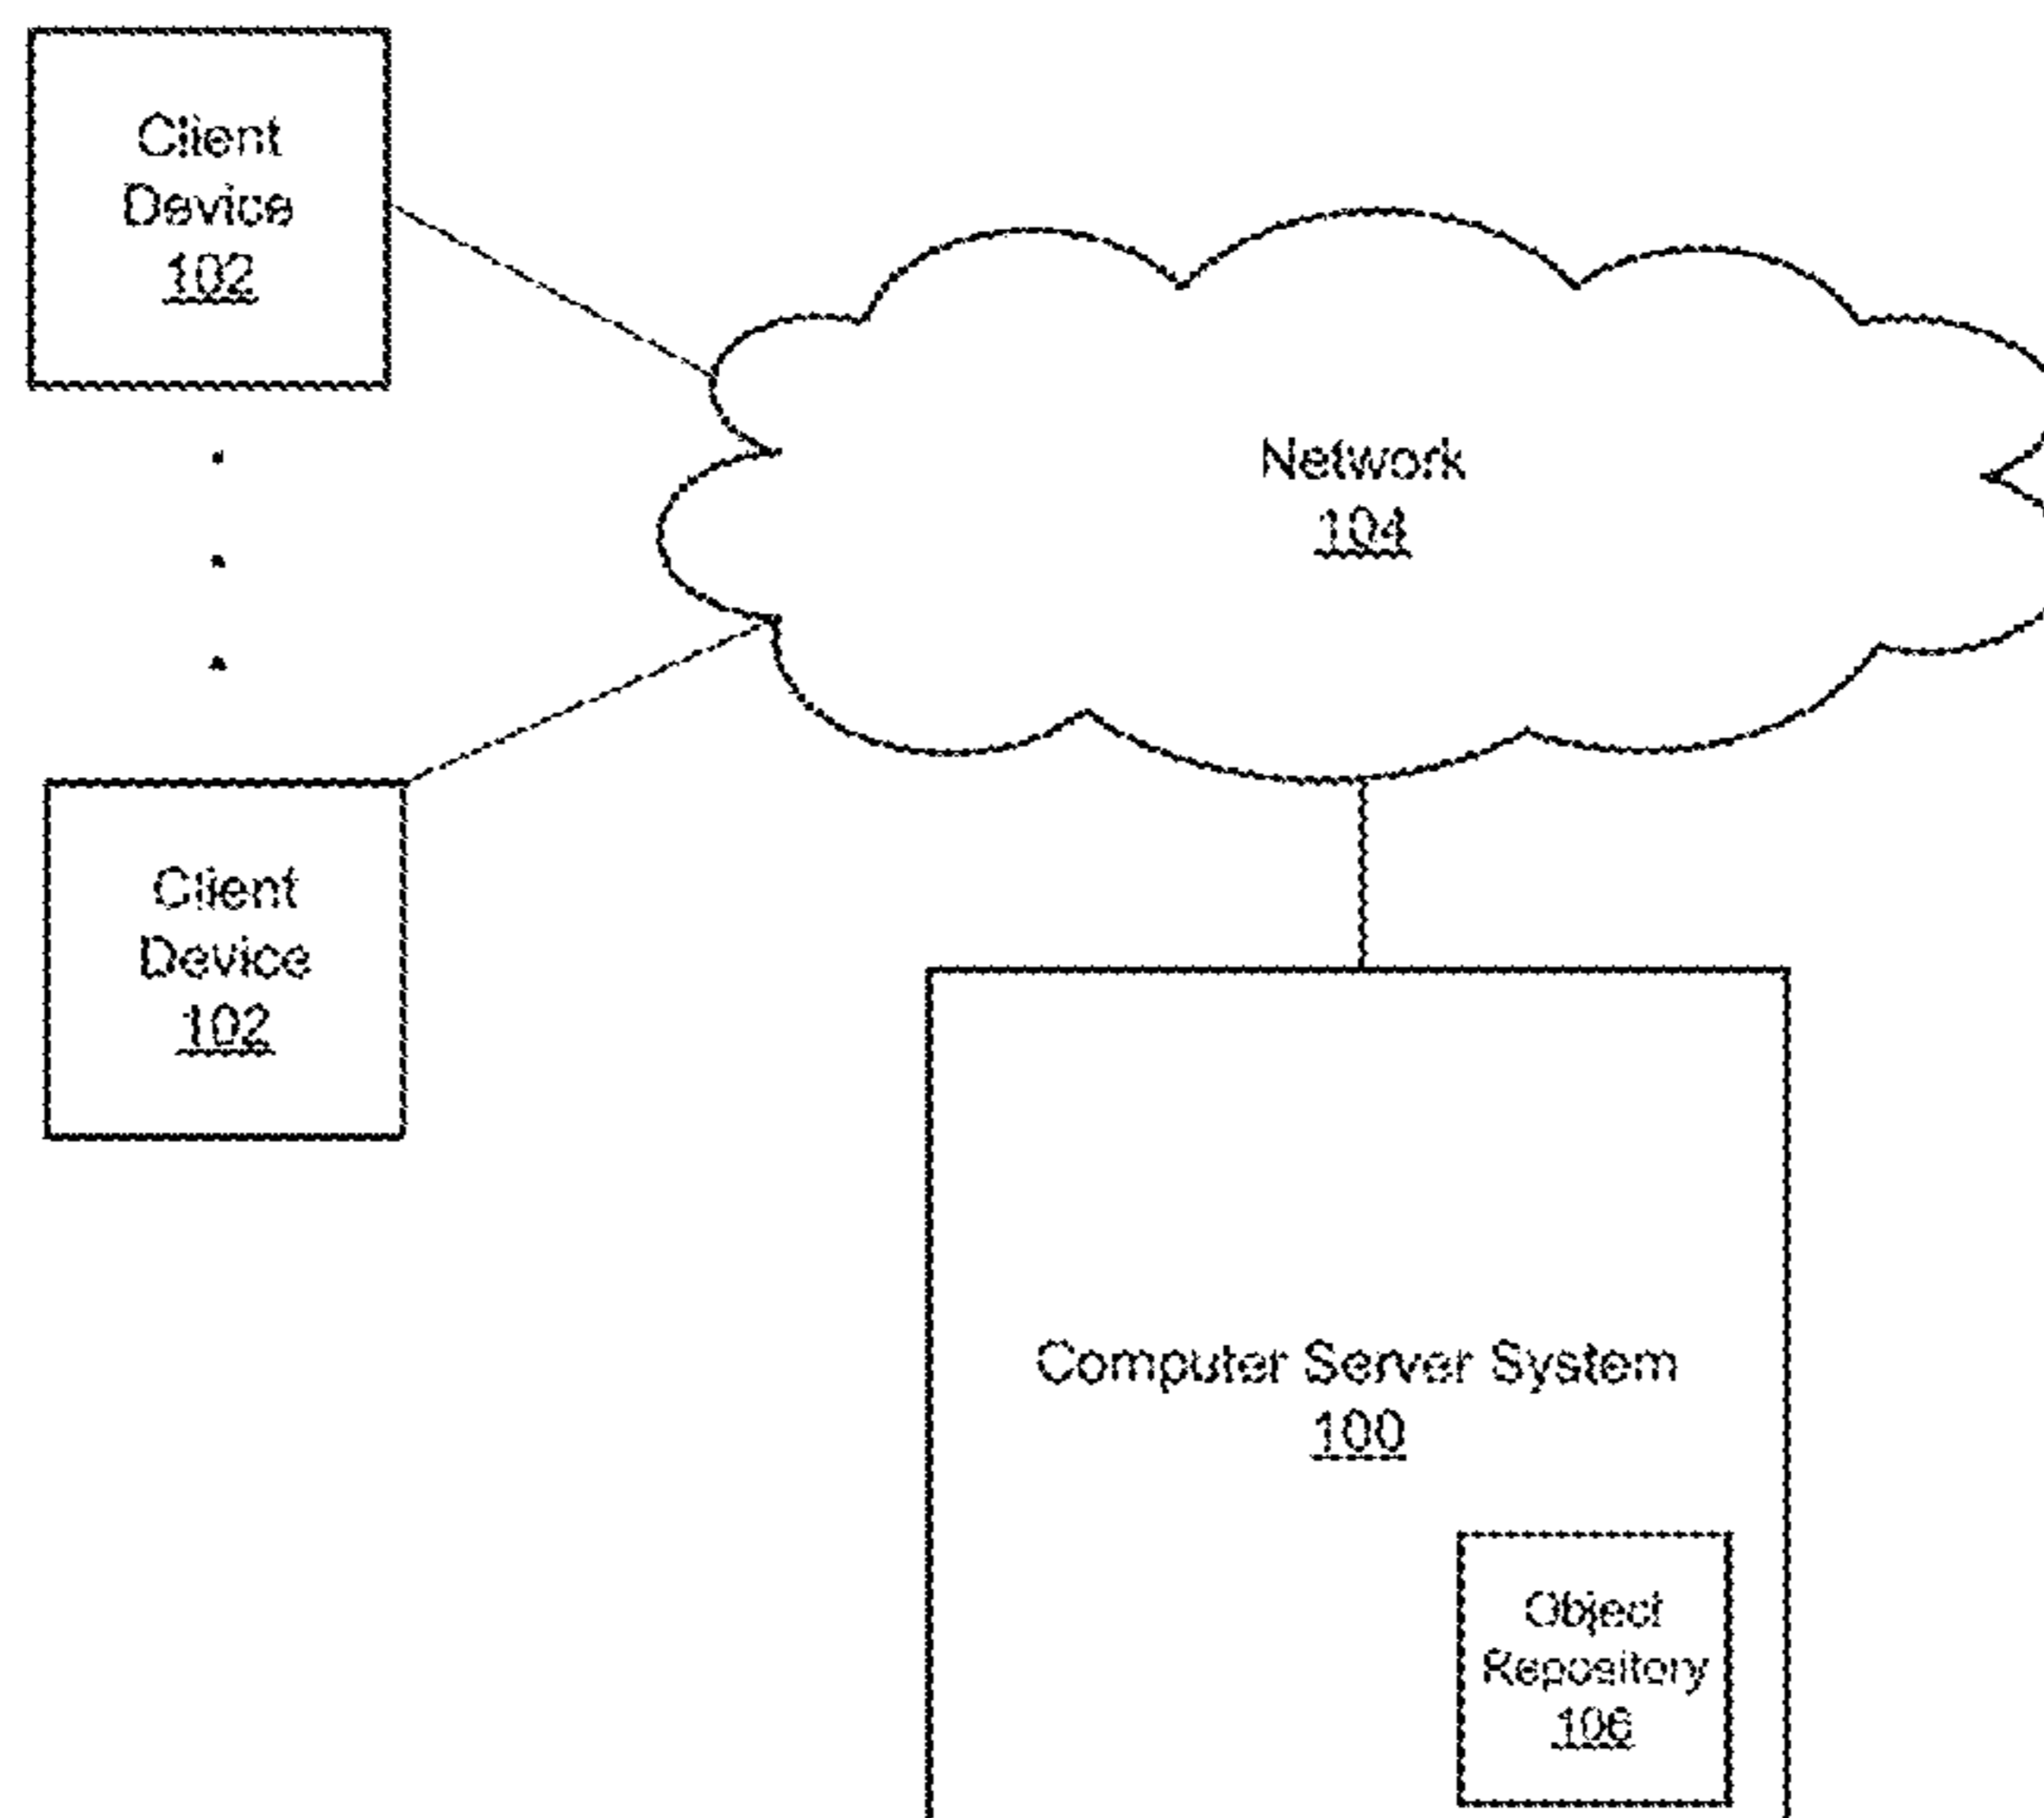 Client
Device
102
Network
104
Client
Device
102
Computer Server System
100
Object
Repository
106